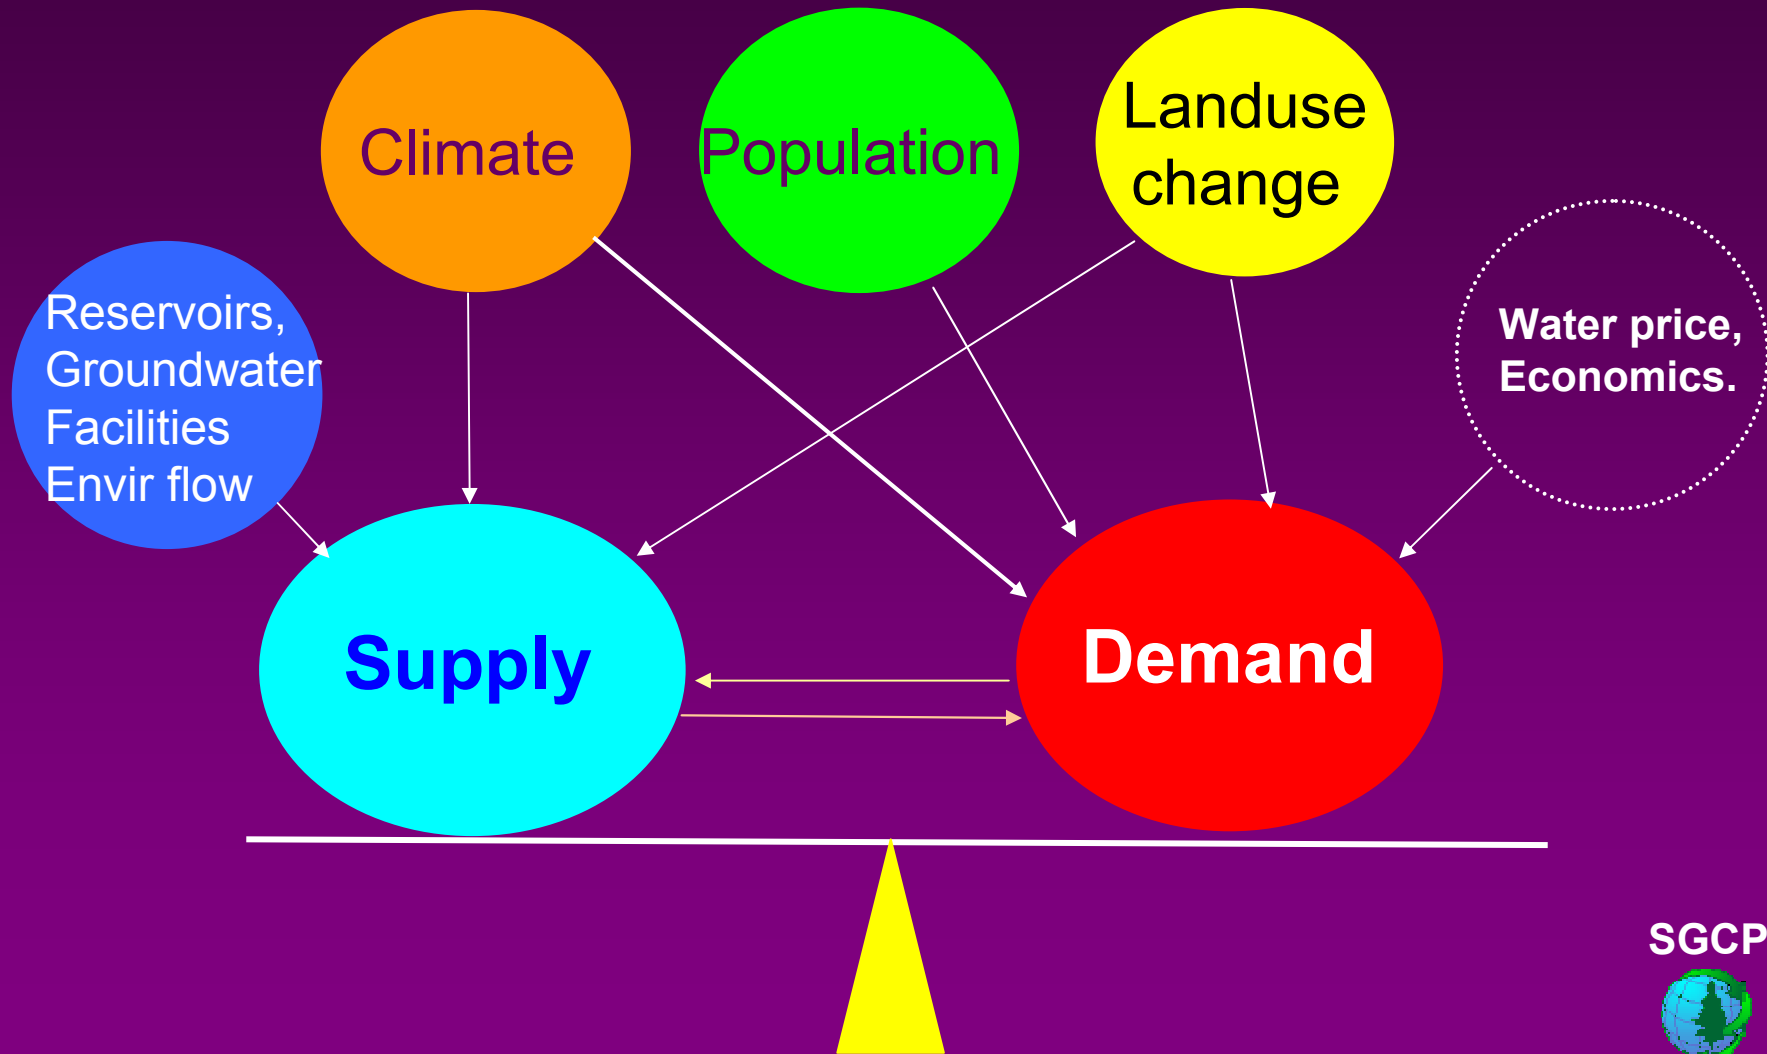 Climate
Population
Landuse
change
Reservoirs,
Groundwater
Facilities
Envir flow
Water price,
Economics.
Supply
Demand
SGCP